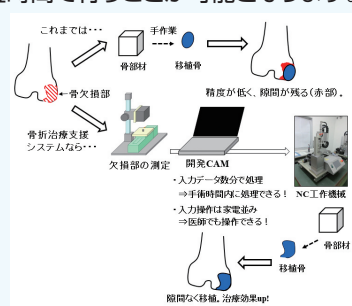 これまでは・・・
手作業
骨部材
移植骨
精度が低く、隙間が残る(赤部)。
骨欠損部
骨折治療支援
システムなら・・・
欠損部の測定
開発CAM
・入力データ数分で処理
⇒手術時間内に処理できる！
・入力操作は家電並み
⇒医師でも操作できる！
NC工作機械
骨部材
移植骨
隙間なく移植。治療効果up!